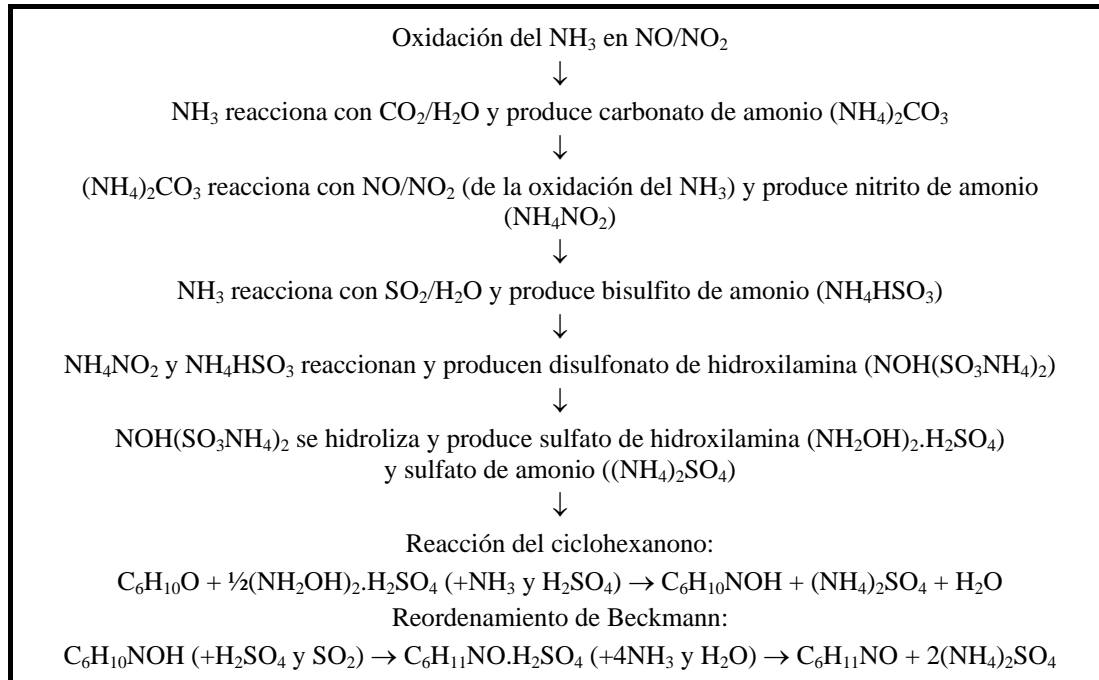 Oxidación del NH₃ en NO/NO₂
↓
NH₃ reacciona con CO₂/H₂O y produce carbonato de amonio (NH₄)₂CO₃
↓
(NH₄)₂CO₃ reacciona con NO/NO₂ (de la oxidación del NH₃) y produce nitrito de amonio
(NH₄NO₂)
↓
NH₃ reacciona con SO₂/H₂O y produce bisulfito de amonio (NH₄HSO₃)
↓
NH₄NO₂ y NH₄HSO₃ reaccionan y producen disulfonato de hidroxilamina (NOH(SO₃NH₄)₂)
↓
NOH(SO₃NH₄)₂ se hidroliza y produce sulfato de hidroxilamina (NH₂OH)₂.H₂SO₄)
y sulfato de amonio ((NH₄)₂SO₄)
↓
Reacción del ciclohexanono:
C₆H₁₀O + ½(NH₂OH)₂.H₂SO₄ (+NH₃ y H₂SO₄) → C₆H₁₀NOH + (NH₄)₂SO₄ + H₂O
Reordenamiento de Beckmann:
C₆H₁₀NOH (+H₂SO₄ y SO₂) → C₆H₁₁NO.H₂SO₄ (+4NH₃ y H₂O) → C₆H₁₁NO + 2(NH₄)₂SO₄